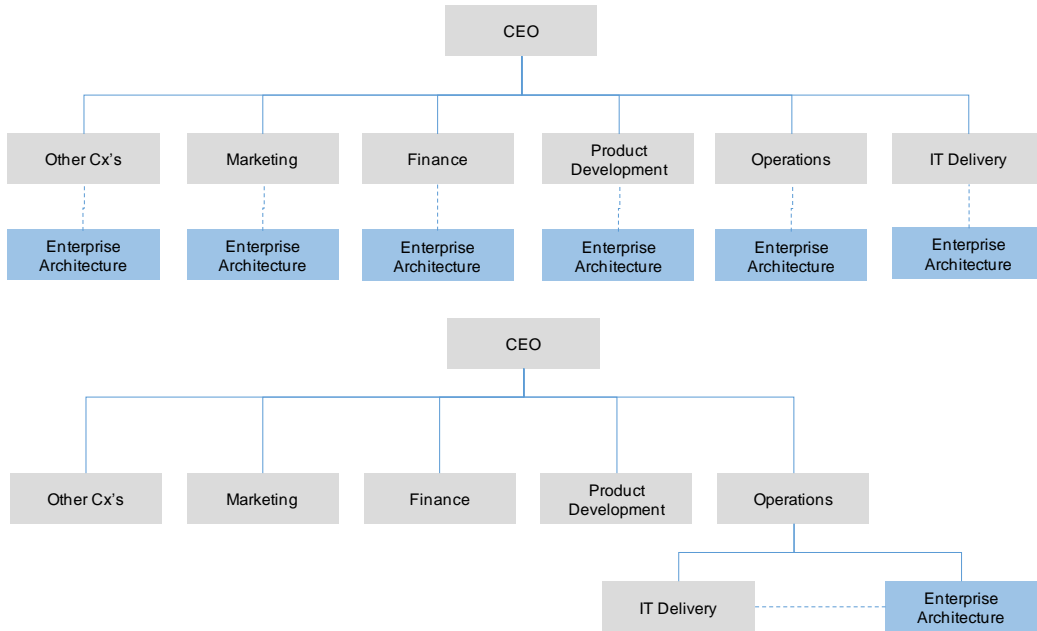 CEO
Other Cx's
Marketing
Finance
Product
Development
Operations
IT Delivery
Enterprise
Architecture
Enterprise
Architecture
Enterprise
Architecture
Enterprise
Architecture
Enterprise
Architecture
Enterprise
Architecture
CEO
Other Cx's
Marketing
Finance
Product
Development
Operations
IT Delivery
Enterprise
Architecture